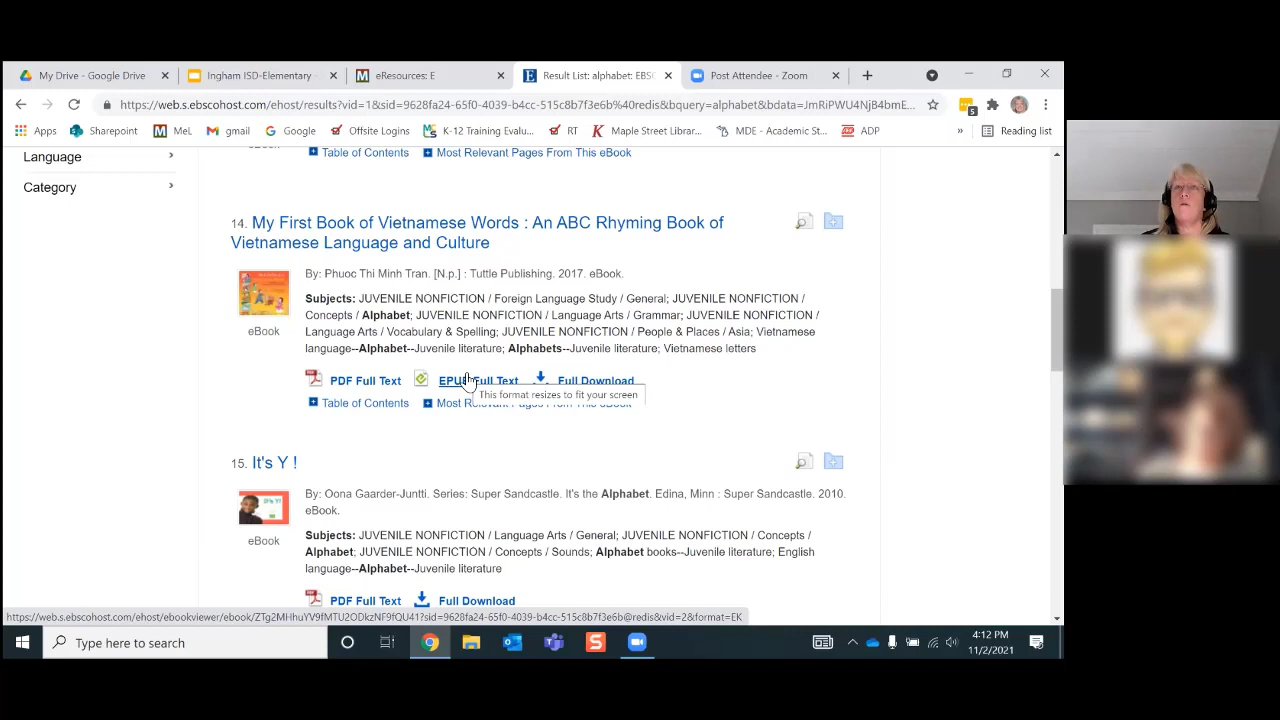 My Drive - Google Drive
Ingham ISD-Elementary -
eResources: E
Result List: alphabet: EBSC
Post Attendee - Zoom
https://web.s.ebscohost.com/ehost/results?vid=1&sid=9628fa24-65f0-4039-b4cc-515c8b7f3e6b%40redis&bquery=alphabet&bdata=JmRiPWU4NjB4bmE...
5
Apps
Sharepoint
MeL
gmail
Google
Offsite Logins
K-12 Training Evalu...
RT
Maple Street Librar...
MDE - Academic St...
ADP
»
Reading list
Language
Category
eBook
Table of Contents
Most Relevant Pages From This eBook
14. My First Book of Vietnamese Words : An ABC Rhyming Book of
Vietnamese Language and Culture
By: Phuoc Thi Minh Tran. [N.p.] : Tuttle Publishing. 2017. eBook.
eBook
Subjects: JUVENILE NONFICTION / Foreign Language Study / General; JUVENILE NONFICTION /
Concepts / Alphabet; JUVENILE NONFICTION / Language Arts / Grammar; JUVENILE NONFICTION /
Language Arts / Vocabulary & Spelling; JUVENILE NONFICTION / People & Places / Asia; Vietnamese
language--Alphabet--Juvenile literature; Alphabets--Juvenile literature; Vietnamese letters
PDF Full Text
EPUB Full Text
Full Download
This format resizes to fit your screen
Table of Contents
Most Relevant Pages From This eBook
15. It's Y !
By: Oona Gaarder-Juntti. Series: Super Sandcastle. It's the Alphabet. Edina, Minn : Super Sandcastle. 2010.
eBook.
eBook
Subjects: JUVENILE NONFICTION / Language Arts / General; JUVENILE NONFICTION / Concepts /
Alphabet; JUVENILE NONFICTION / Concepts / Sounds; Alphabet books--Juvenile literature; English
language--Alphabet--Juvenile literature
PDF Full Text
Full Download
https://web.s.ebscohost.com/ehost/ebookviewer/ebook/ZTg2MHhuYV9fMTU2ODkzNF9fQU41?sid=9628fa24-65f0-4039-b4cc-515c8b7f3e6b@redis&vid=2&format=EK
Type here to search
4:12 PM
11/2/2021